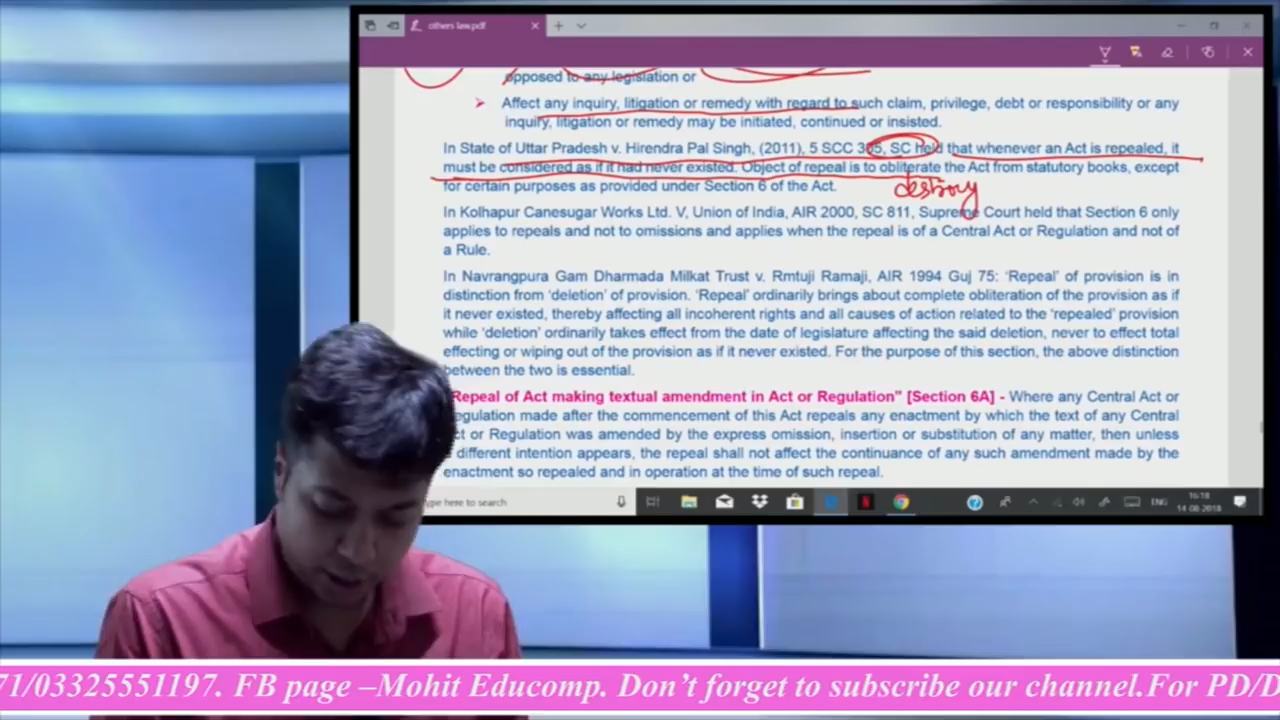 others law.pdf
opposed to any legislation or
➤ Affect any inquiry, litigation or remedy with regard to such claim, privilege, debt or responsibility or any
inquiry, litigation or remedy may be initiated, continued or insisted.
In State of Uttar Pradesh v. Hirendra Pal Singh, (2011), 5 SCC 305, SC held that whenever an Act is repealed, it
must be considered as if it had never existed. Object of repeal is to obliterate the Act from statutory books, except
for certain purposes as provided under Section 6 of the Act.
destroy
In Kolhapur Canesugar Works Ltd. V, Union of India, AIR 2000, SC 811, Supreme Court held that Section 6 only
applies to repeals and not to omissions and applies when the repeal is of a Central Act or Regulation and not of
a Rule.
In Navrangpura Gam Dharmada Milkat Trust v. Rmtuji Ramaji, AIR 1994 Guj 75: ‘Repeal’ of provision is in
distinction from ‘deletion’ of provision. ‘Repeal’ ordinarily brings about complete obliteration of the provision as if
it never existed, thereby affecting all incoherent rights and all causes of action related to the ‘repealed’ provision
while ‘deletion’ ordinarily takes effect from the date of legislature affecting the said deletion, never to effect total
effecting or wiping out of the provision as if it never existed. For the purpose of this section, the above distinction
between the two is essential.
Repeal of Act making textual amendment in Act or Regulation" [Section 6A] - Where any Central Act or
egulation made after the commencement of this Act repeals any enactment by which the text of any Central
ct or Regulation was amended by the express omission, insertion or substitution of any matter, then unless
different intention appears, the repeal shall not affect the continuance of any such amendment made by the
enactment so repealed and in operation at the time of such repeal.
ype here to search
ENG
16:18
14-08-2018
71/03325551197. FB page –Mohit Educomp. Don't forget to subscribe our channel.For PD/D